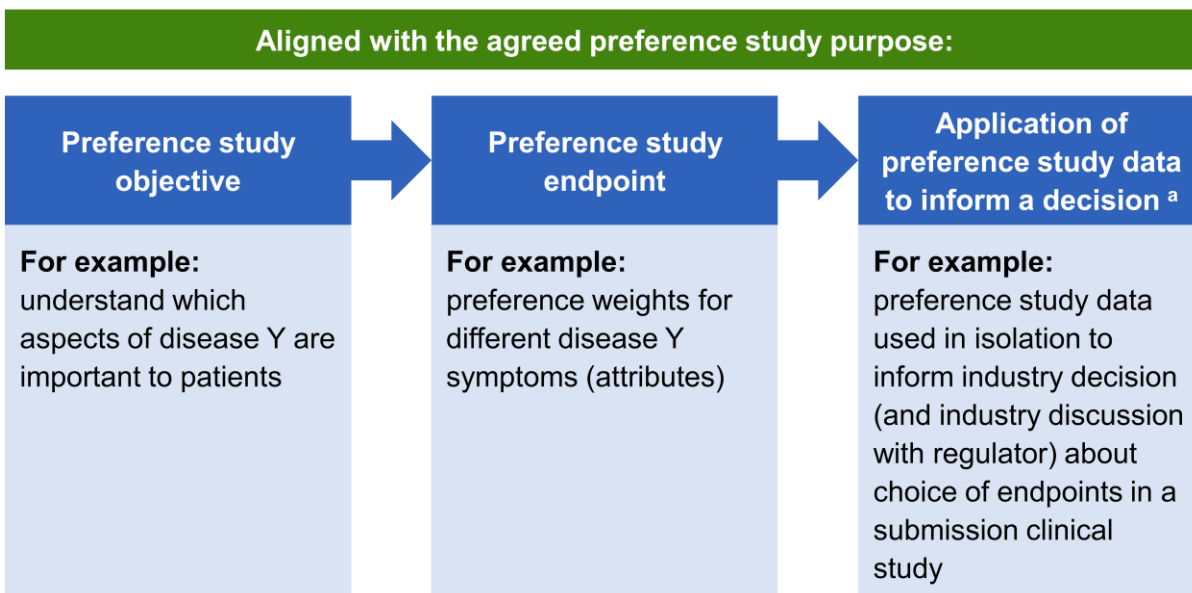 Aligned with the agreed preference study purpose:
Preference study
objective
For example:
understand which
aspects of disease Y are
important to patients
Preference study
endpoint
For example:
preference weights for
different disease Y
symptoms (attributes)
Application of
preference study data
to inform a decision ᵃ
For example:
preference study data
used in isolation to
inform industry decision
(and industry discussion
with regulator) about
choice of endpoints in a
submission clinical
study